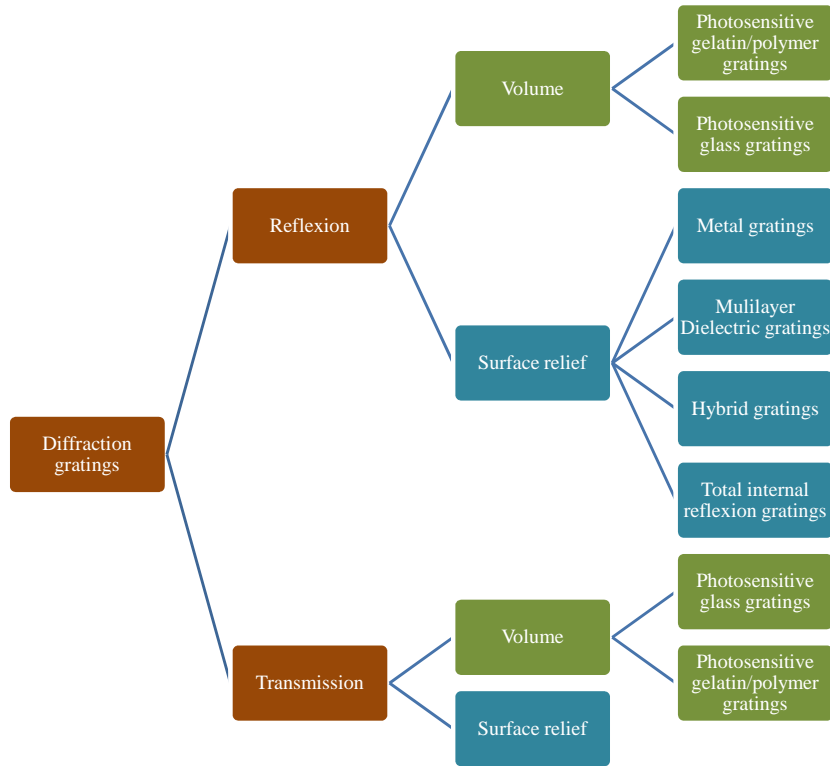 Photosensitive
gelatin/polymer
gratings
Volume
Photosensitive
glass gratings
Reflexion
Metal gratings
Mulilayer
Dielectric gratings
Surface relief
Hybrid gratings
Diffraction
gratings
Total internal
reflexion gratings
Photosensitive
glass gratings
Volume
Transmission
Photosensitive
gelatin/polymer
gratings
Surface relief